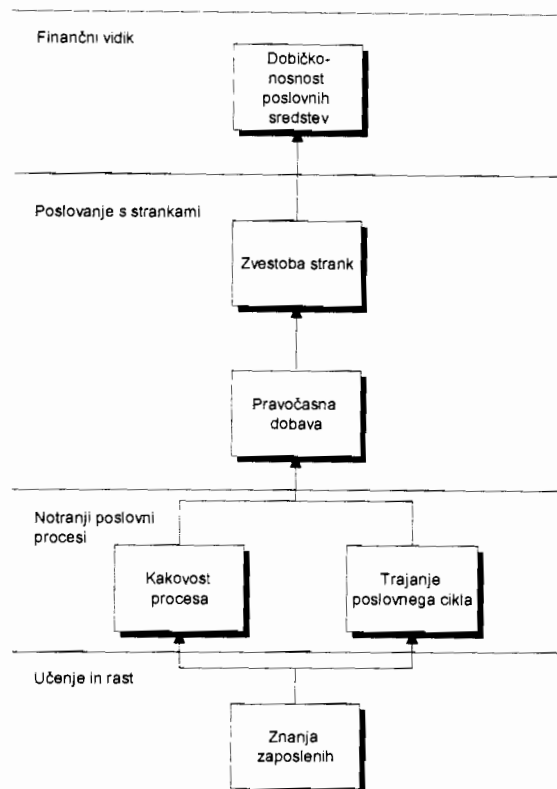 Finančni vidik
Dobičko-
nosnost
poslovnih
sredstev
Poslovanje s strankami
Zvestoba strank
Pravočasna
dobava
Notranji poslovni
procesi
Kakovost
procesa
Trajanje
poslovnega cikla
Učenje in rast
Znanja
zaposlenih